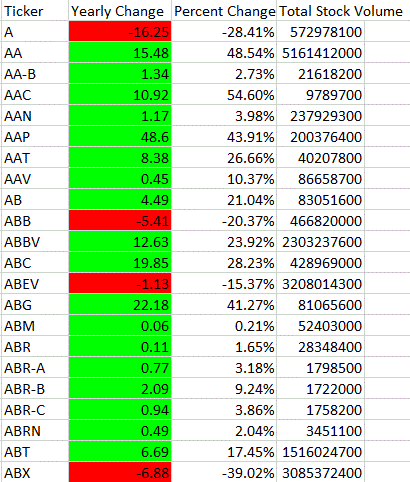 Ticker Yearly Change Percent Change Total Stock Volume
A -16.25 -28.41% 572978100
AA 15.48 48.54% 5161412000
AA-B 1.34 2.73% 21618200
AAC 10.92 54.60% 9789700
AAN 1.17 3.98% 237929300
AAP 48.6 43.91% 200376400
AAT 8.38 26.66% 40207800
AAV 0.45 10.37% 86658700
AB 4.49 21.04% 83051600
ABB -5.41 -20.37% 466820000
ABBV 12.63 23.92% 2303237600
ABC 19.85 28.23% 428969000
ABEV -1.13 -15.37% 3208014300
ABG 22.18 41.27% 81065600
ABM 0.06 0.21% 52403000
ABR 0.11 1.65% 28348400
ABR-A 0.77 3.18% 1798500
ABR-B 2.09 9.24% 1722000
ABR-C 0.94 3.86% 1758200
ABRN 0.49 2.04% 3451100
ABT 6.69 17.45% 1516024700
ABX -6.88 -39.02% 3085372400